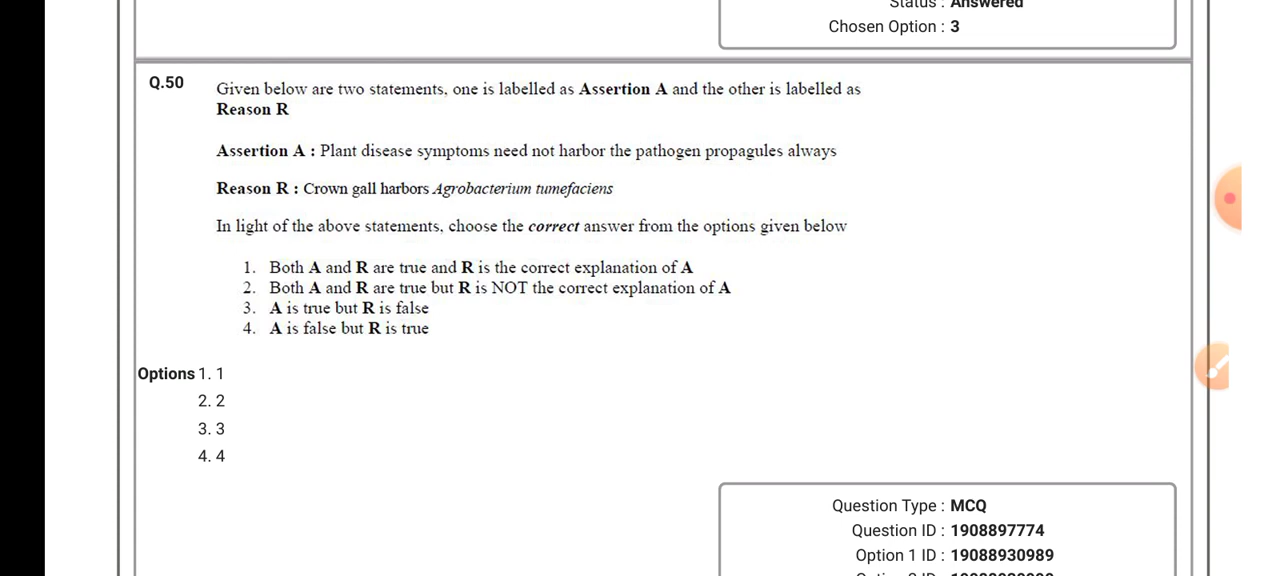 Status : Answered
Chosen Option : 3
Q.50 Given below are two statements, one is labelled as Assertion A and the other is labelled as
Reason R
Assertion A : Plant disease symptoms need not harbor the pathogen propagules always
Reason R : Crown gall harbors Agrobacterium tumefaciens
In light of the above statements, choose the correct answer from the options given below
1. Both A and R are true and R is the correct explanation of A
2. Both A and R are true but R is NOT the correct explanation of A
3. A is true but R is false
4. A is false but R is true
Options 1. 1
2. 2
3. 3
4. 4
Question Type : MCQ
Question ID : 1908897774
Option 1 ID : 19088930989